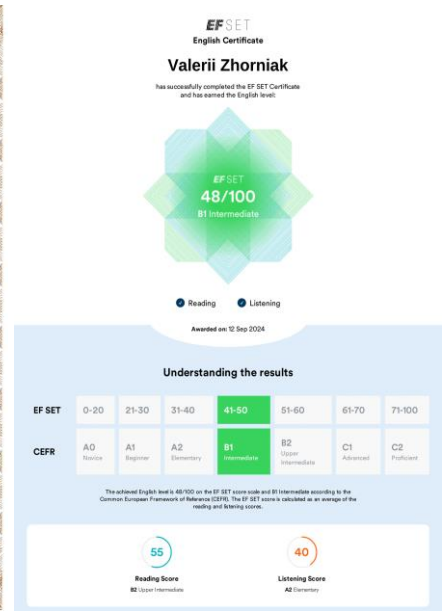 EF SET
English Certificate
Valerii Zhorniak
has successfully completed the EF SET Certificate
and has earned the English level:
EF SET
48/100
B1 Intermediate
Reading Listening
Awarded on: 12 Sep 2024
Understanding the results
EF SET 0-20 21-30 31-40 41-50 51-60 61-70 71-100
CEFR A0 A1 A2 B1 B2 C1 C2
Novice Beginner Elementary Intermediate Upper Intermediate Advanced Proficient
The achieved English level is 48/100 on the EF SET score scale and B1 Intermediate according to the
Common European Framework of Reference (CEFR). The EF SET score is calculated as an average of the
reading and listening scores.
55 40
Reading Score Listening Score
B2 Upper Intermediate A2 Elementary